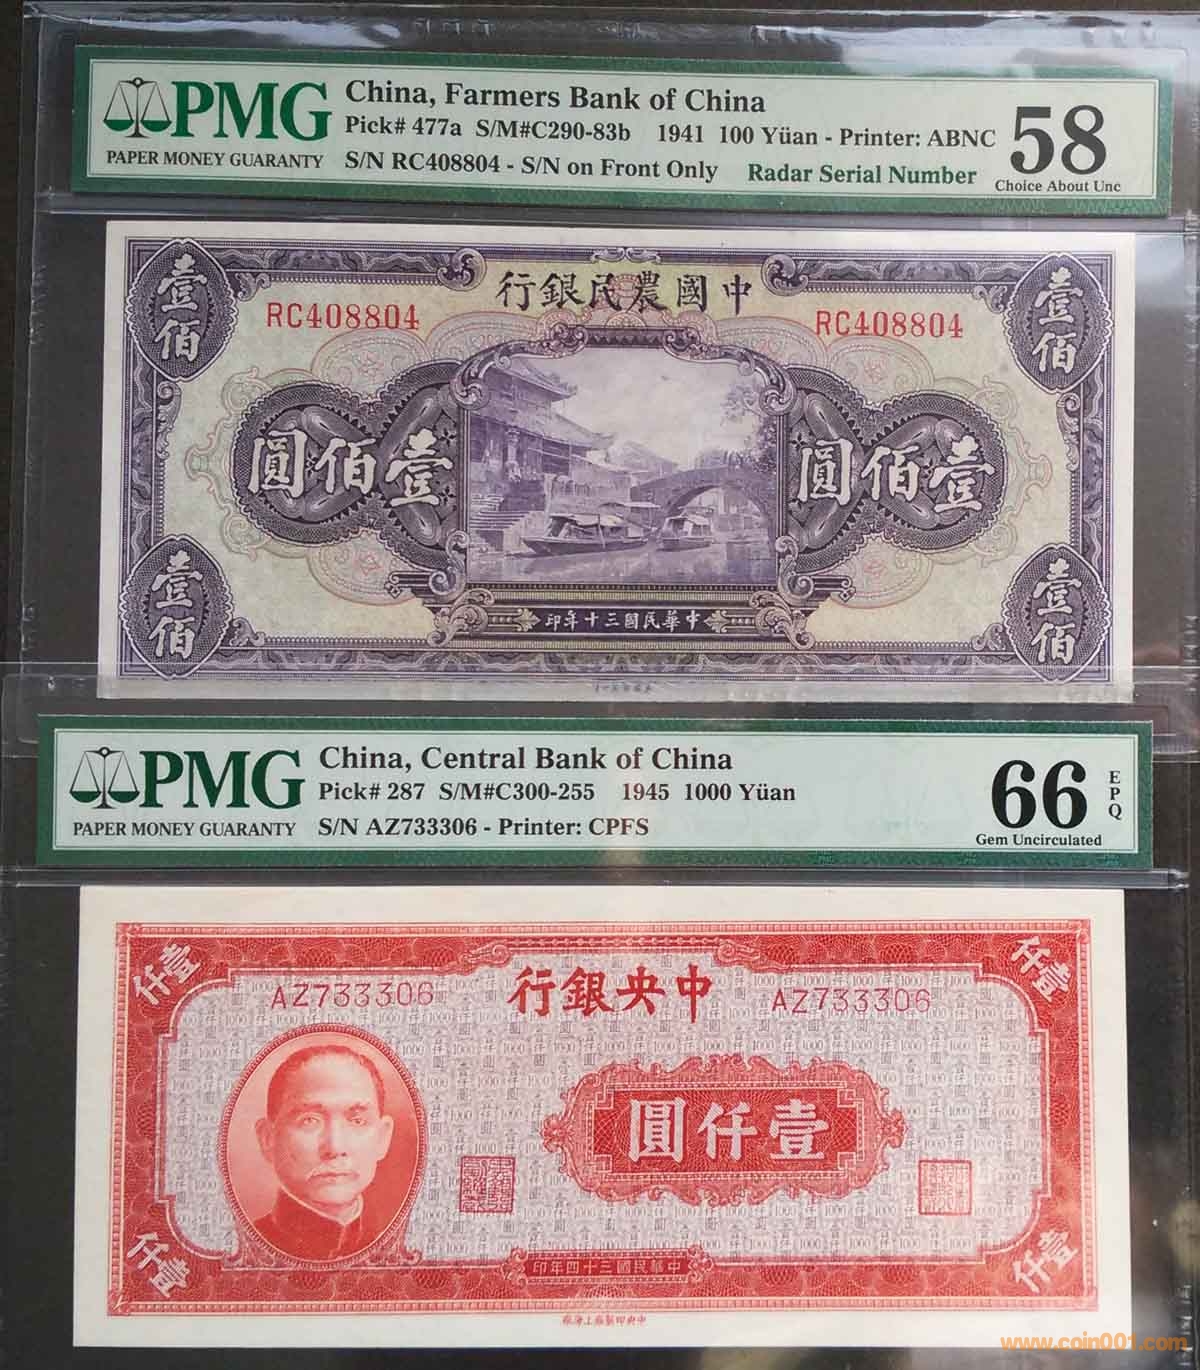 PMG
PAPER MONEY GUARANTY
China, Farmers Bank of China
Pick# 477a S/M#C290-83b 1941 100 Yüan - Printer: ABNC
S/N RC408804 - S/N on Front Only Radar Serial Number
58
Choice About Unc
壹佰
行銀民農國中
壹佰
RC408804
RC408804
圓佰壹
圓佰壹
壹佰
印年十三國民華中
壹佰
PMG
PAPER MONEY GUARANTY
China, Central Bank of China
Pick# 287 S/M#C300-255 1945 1000 Yüan
S/N AZ733306 - Printer: CPFS
66
EPQ
Gem Uncirculated
仟壹
行銀央中
仟壹
AZ733306
AZ733306
圓仟壹
仟壹
印年四十三國民華中
仟壹
www.coin001.com